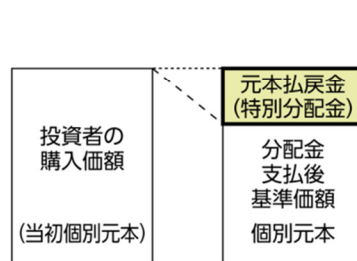 投資者の
購入価額
(当初個別元本)
元本払戻金
(特別分配金)
分配金
支払後
基準価額
個別元本